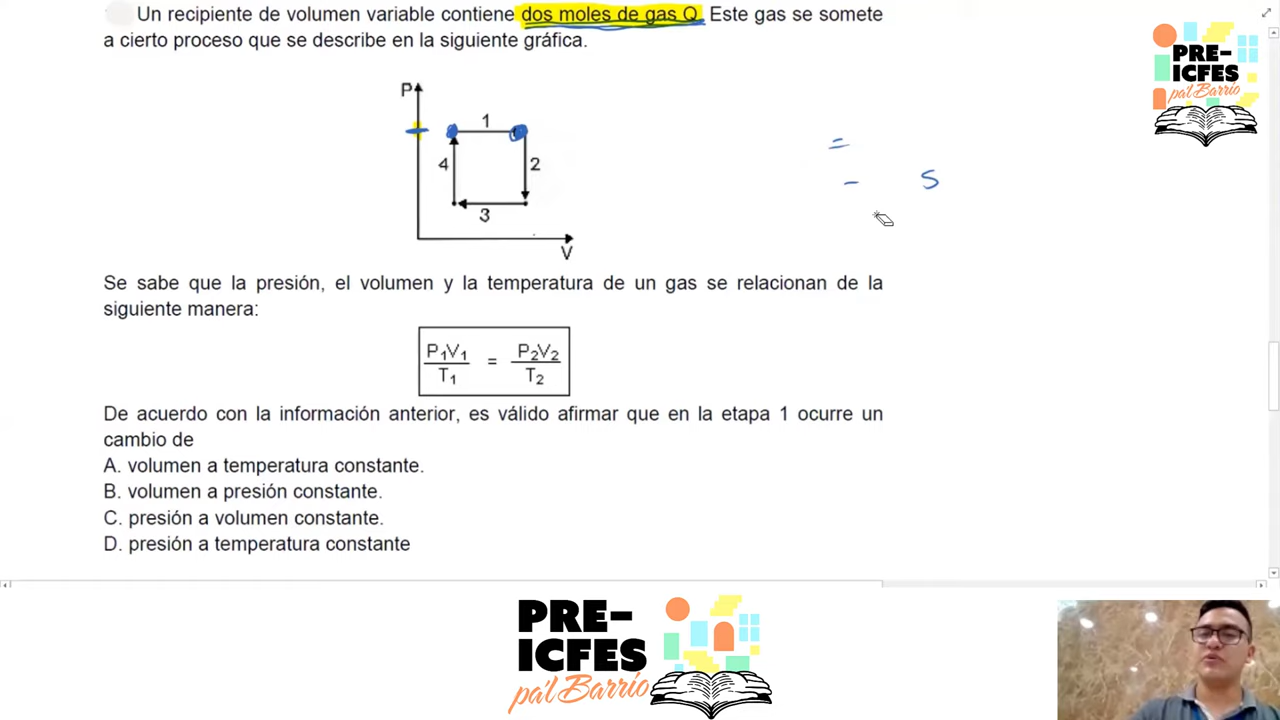 Un recipiente de volumen variable contiene dos moles de gas Q. Este gas se somete
a cierto proceso que se describe en la siguiente gráfica.
PRE-
ICFES
pa'l Barrio
P
1
4
2
3
V
=
- S
Se sabe que la presión, el volumen y la temperatura de un gas se relacionan de la
siguiente manera:
P₁V₁ / T₁ = P₂V₂ / T₂
De acuerdo con la información anterior, es válido afirmar que en la etapa 1 ocurre un
cambio de
A. volumen a temperatura constante.
B. volumen a presión constante.
C. presión a volumen constante.
D. presión a temperatura constante
PRE-
ICFES
pa'l Barrio